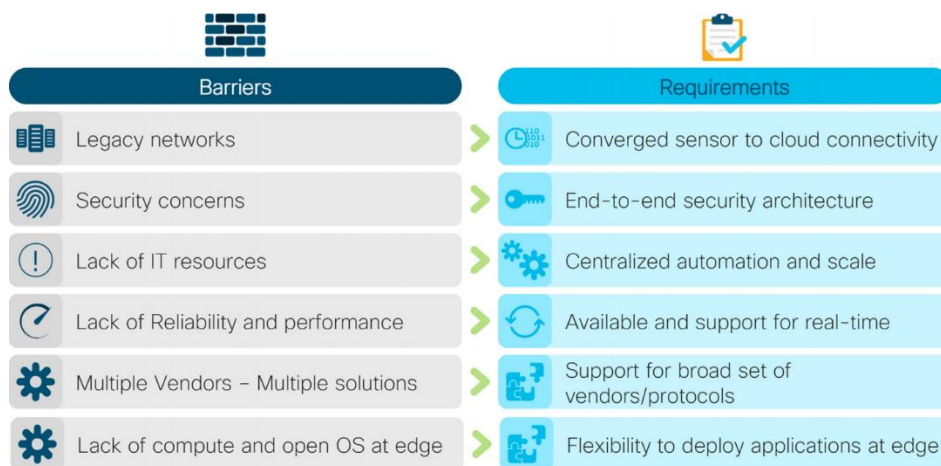 Barriers
Requirements
Legacy networks
Converged sensor to cloud connectivity
Security concerns
End-to-end security architecture
Lack of IT resources
Centralized automation and scale
Lack of Reliability and performance
Available and support for real-time
Multiple Vendors – Multiple solutions
Support for broad set of
vendors/protocols
Lack of compute and open OS at edge
Flexibility to deploy applications at edge